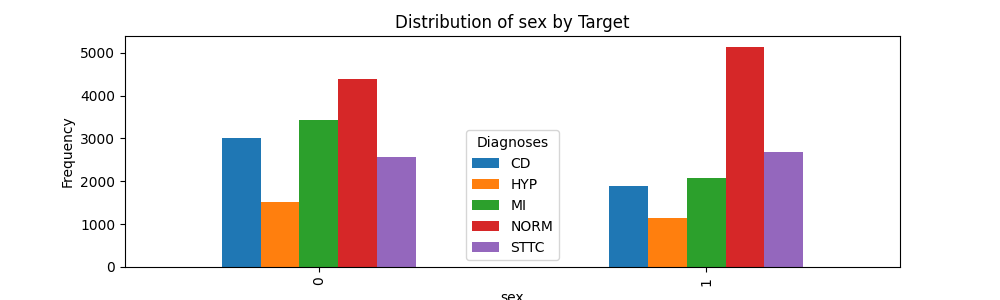 Distribution of sex by Target
Frequency
5000
4000
3000
2000
1000
0
Diagnoses
CD
HYP
MI
NORM
STTC
0
1
sex